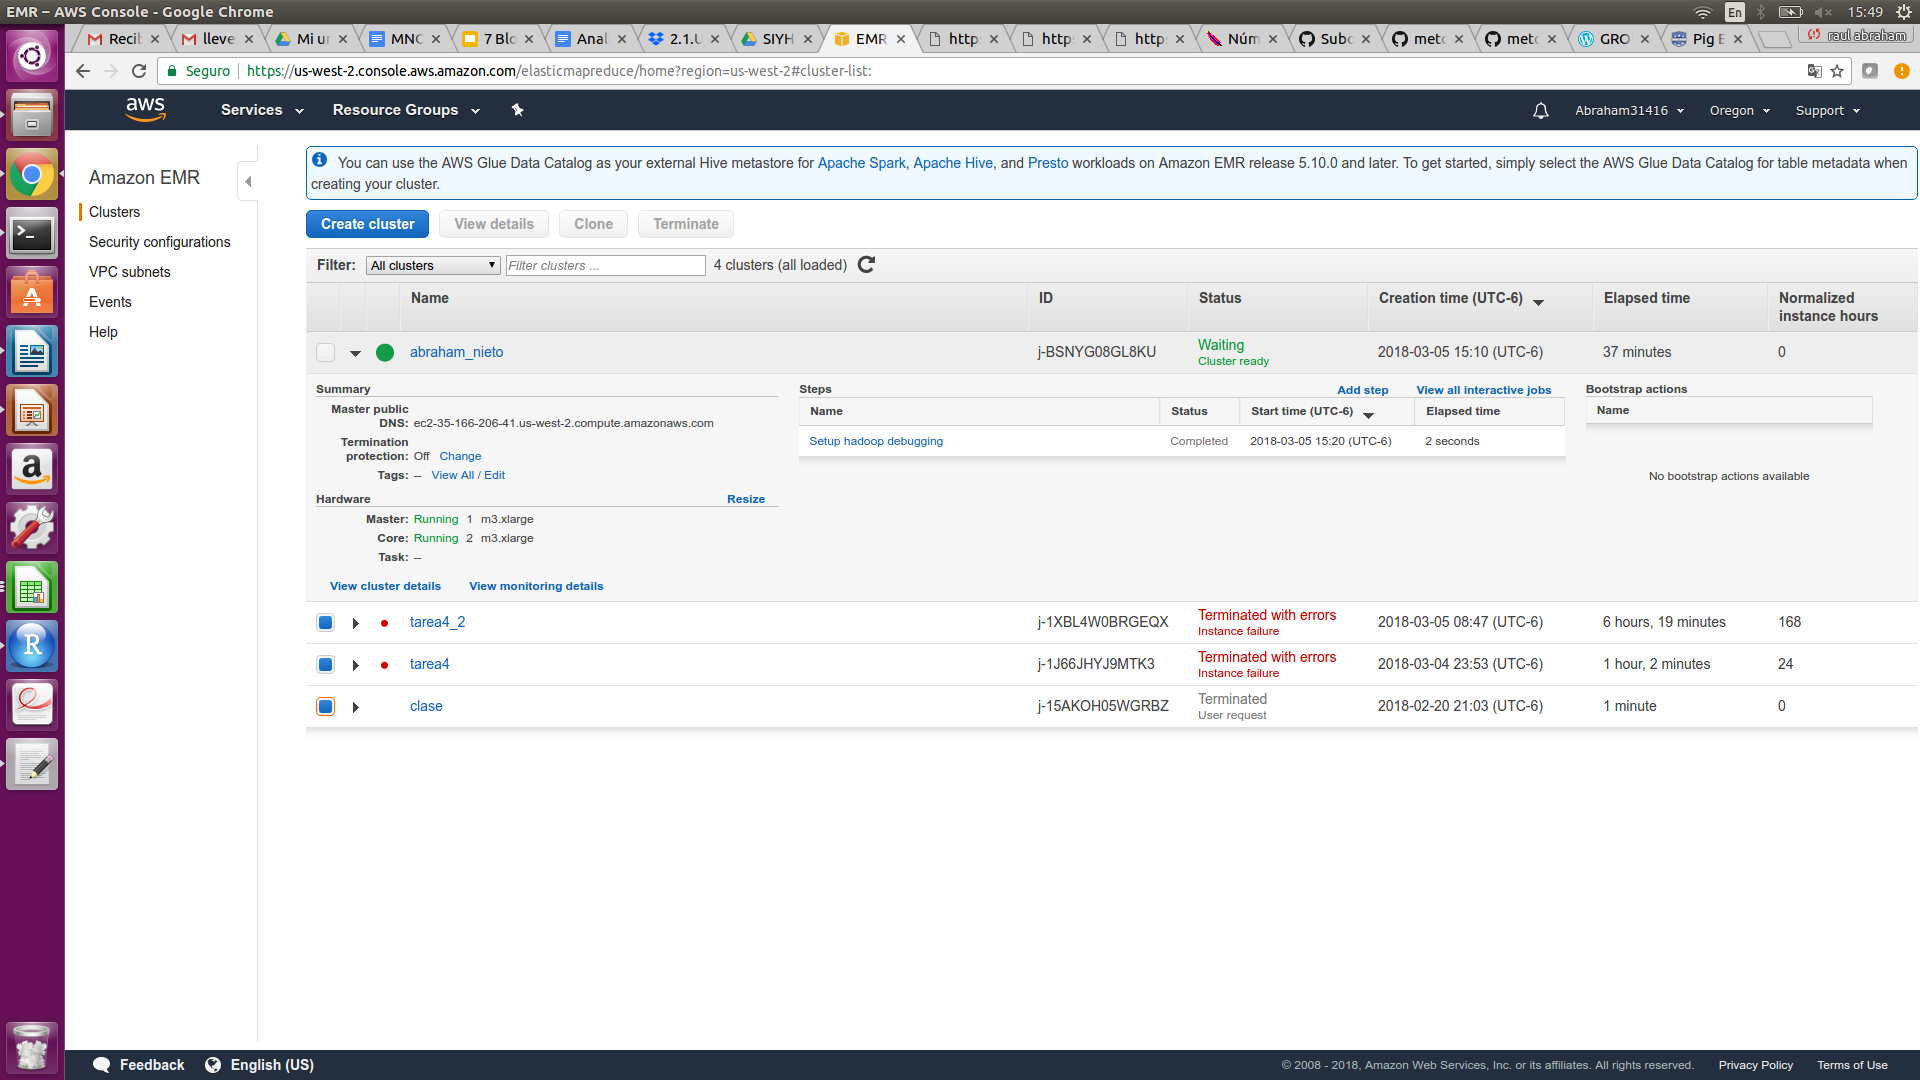 EMR – AWS Console - Google Chrome
En 15:49
Recib lleve Mi ur MNC 7 Blo Anal 2.1.U SIYH EMR http: http: http: Núm Subc metc metc GRO Pig E raul abraham
Seguro https://us-west-2.console.aws.amazon.com/elasticmapreduce/home?region=us-west-2#cluster-list:
aws Services Resource Groups Abraham31416 Oregon Support
Amazon EMR
Clusters
Security configurations
VPC subnets
Events
Help
You can use the AWS Glue Data Catalog as your external Hive metastore for Apache Spark, Apache Hive, and Presto workloads on Amazon EMR release 5.10.0 and later. To get started, simply select the AWS Glue Data Catalog for table metadata when
creating your cluster.
Create cluster View details Clone Terminate
Filter: All clusters Filter clusters ... 4 clusters (all loaded)
Name ID Status Creation time (UTC-6) Elapsed time Normalized
instance hours
abraham_nieto j-BSNYG08GL8KU Waiting 2018-03-05 15:10 (UTC-6) 37 minutes 0
Cluster ready
Summary
Master public
DNS: ec2-35-166-206-41.us-west-2.compute.amazonaws.com
Termination
protection: Off Change
Tags: -- View All / Edit
Hardware Resize
Master: Running 1 m3.xlarge
Core: Running 2 m3.xlarge
Task: --
View cluster details View monitoring details
Steps Add step View all interactive jobs
Name Status Start time (UTC-6) Elapsed time
Setup hadoop debugging Completed 2018-03-05 15:20 (UTC-6) 2 seconds
Bootstrap actions
Name
No bootstrap actions available
tarea4_2 j-1XBL4W0BRGEQX Terminated with errors 2018-03-05 08:47 (UTC-6) 6 hours, 19 minutes 168
Instance failure
tarea4 j-1J66JHYJ9MTK3 Terminated with errors 2018-03-04 23:53 (UTC-6) 1 hour, 2 minutes 24
Instance failure
clase j-15AKOH05WGRBZ Terminated 2018-02-20 21:03 (UTC-6) 1 minute 0
User request
Feedback English (US)
© 2008 - 2018, Amazon Web Services, Inc. or its affiliates. All rights reserved. Privacy Policy Terms of Use